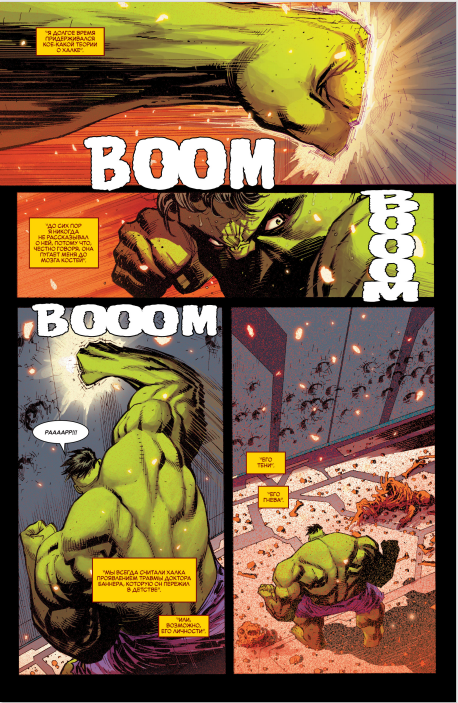 "Я ДОЛГОЕ ВРЕМЯ
ПРИДЕРЖИВАЛСЯ
КОЕ-КАКОЙ ТЕОРИИ
О ХАЛКЕ".
BOOM
"ДО СИХ ПОР
Я НИКОГДА
НЕ РАССКАЗЫВАЛ
О НЕЙ, ПОТОМУ ЧТО,
ЧЕСТНО ГОВОРЯ, ОНА
ПУГАЕТ МЕНЯ ДО
МОЗГА КОСТЕЙ".
BOOOM
BOOOM
РААААРР!!!
"МЫ ВСЕГДА СЧИТАЛИ ХАЛКА
ПРОЯВЛЕНИЕМ ТРАВМЫ ДОКТОРА
БАННЕРА, КОТОРУЮ ОН ПЕРЕЖИЛ
В ДЕТСТВЕ".
"ИЛИ,
ВОЗМОЖНО,
ЕГО ЛИЧНОСТИ".
"ЕГО
ТЕНИ".
"ЕГО
ГНЕВА".